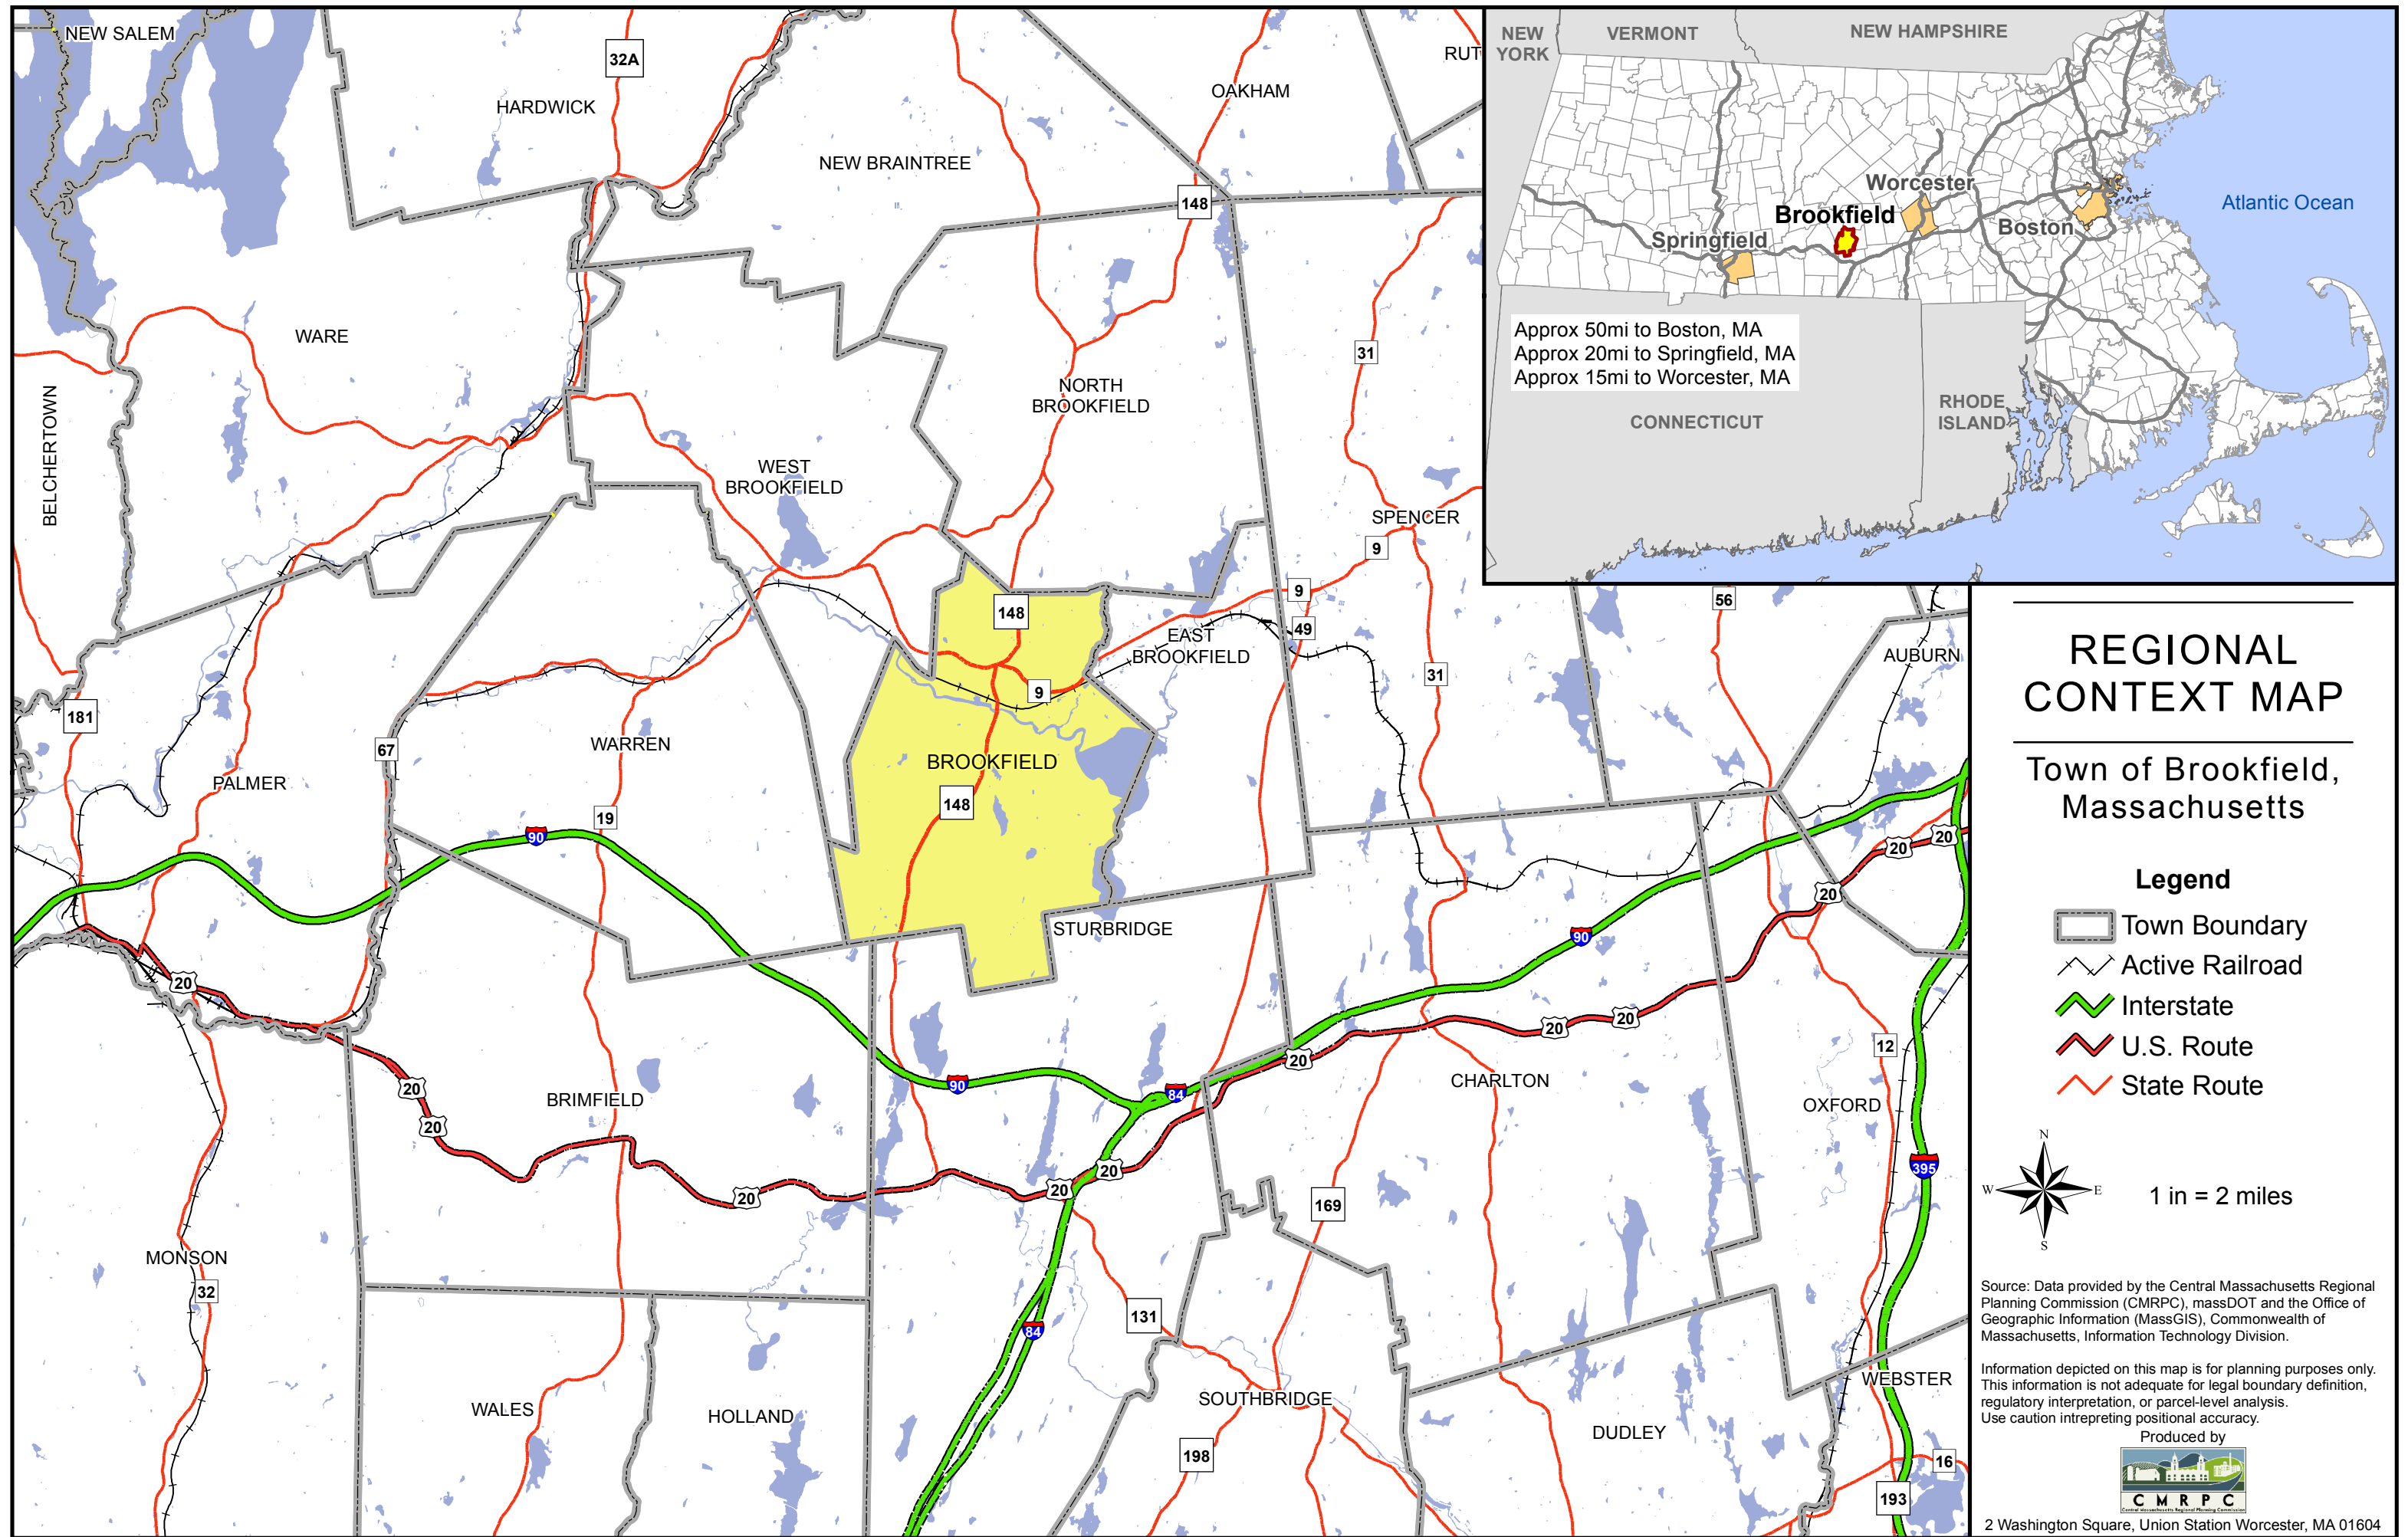 NEW SALEM
32A
HARDWICK
NEW BRAINTREE
OAKHAM
RUT
148
WARE
BELCHERTOWN
NORTH
BROOKFIELD
31
WEST
BROOKFIELD
SPENCER
9
9
49
56
148
EAST
BROOKFIELD
9
31
AUBURN
181
67
PALMER
WARREN
19
90
BROOKFIELD
148
STURBRIDGE
20
20
20
90
20
20
20
20
12
90
84
20
20
20
BRIMFIELD
CHARLTON
OXFORD
395
20
20
20
169
MONSON
32
131
84
WALES
HOLLAND
SOUTHBRIDGE
198
DUDLEY
WEBSTER
16
193
NEW
YORK
VERMONT
NEW HAMPSHIRE
Worcester
Brookfield
Springfield
Boston
Atlantic Ocean
Approx 50mi to Boston, MA
Approx 20mi to Springfield, MA
Approx 15mi to Worcester, MA
CONNECTICUT
RHODE
ISLAND
REGIONAL
CONTEXT MAP
Town of Brookfield,
Massachusetts
Legend
Town Boundary
Active Railroad
Interstate
U.S. Route
State Route
N
W
E
S
1 in = 2 miles
Source: Data provided by the Central Massachusetts Regional
Planning Commission (CMRPC), massDOT and the Office of
Geographic Information (MassGIS), Commonwealth of
Massachusetts, Information Technology Division.
Information depicted on this map is for planning purposes only.
This information is not adequate for legal boundary definition,
regulatory interpretation, or parcel-level analysis.
Use caution intrepreting positional accuracy.
Produced by
CMRPC
Central Massachusetts Regional Planning Commission
2 Washington Square, Union Station Worcester, MA 01604